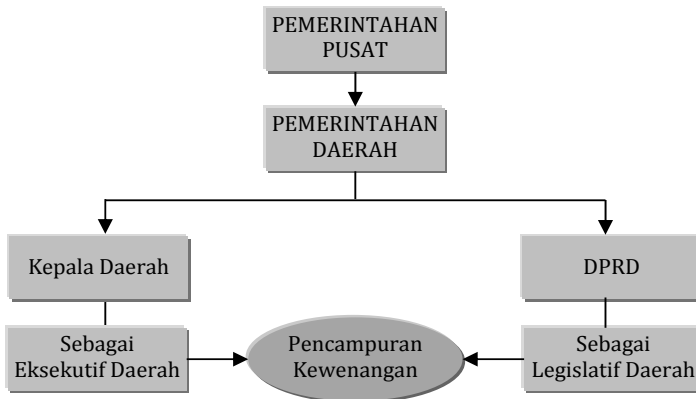 PEMERINTAHAN
PUSAT
PEMERINTAHAN
DAERAH
Kepala Daerah
DPRD
Sebagai
Eksekutif Daerah
Pencampuran
Kewenangan
Sebagai
Legislatif Daerah